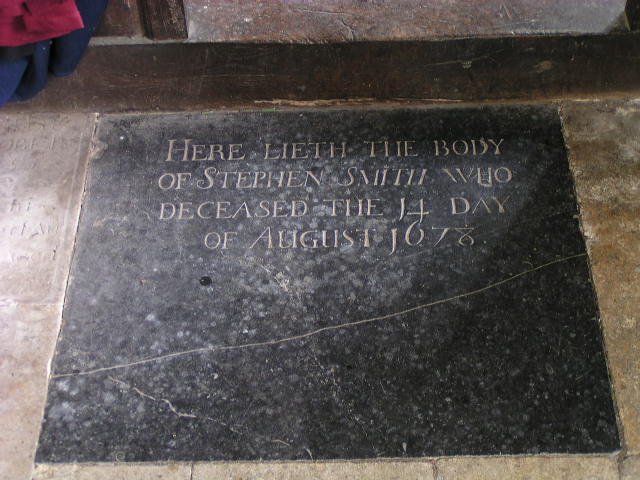 HERE LIETH THE BODY
OF STEPHEN SMITH WHO
DECEASED THE 14 DAY
OF AUGUST 1678.